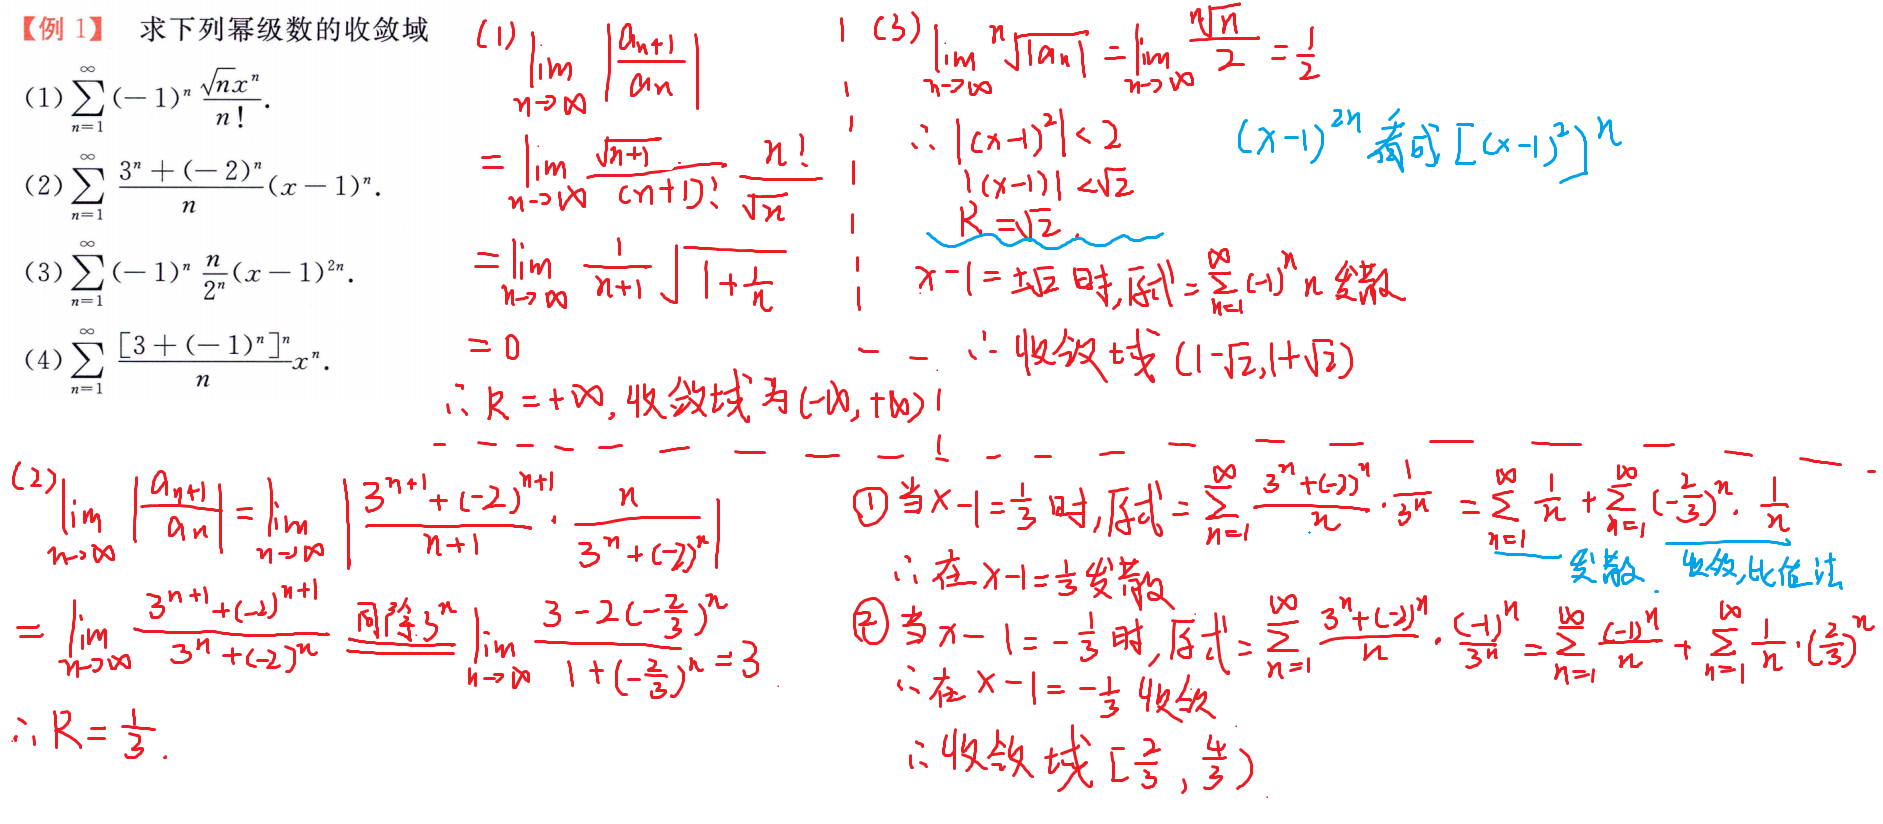 【例 1】 求下列幂级数的收敛域
(1) $\sum_{n=1}^{\infty}(-1)^n\frac{\sqrt{n}x^n}{n!}$.
(2) $\sum_{n=1}^{\infty}\frac{3^n+(-2)^n}{n}(x-1)^n$.
(3) $\sum_{n=1}^{\infty}(-1)^n\frac{n}{2^n}(x-1)^{2n}$.
(4) $\sum_{n=1}^{\infty}\frac{[3+(-1)^n]^n}{n}x^n$.
(1) $\lim_{n\to\infty}\left|\frac{a_{n+1}}{a_n}\right|$
$=\lim_{n\to\infty}\frac{\sqrt{n+1}}{(n+1)!}\cdot\frac{n!}{\sqrt{n}}$
$=\lim_{n\to\infty}\frac{1}{n+1}\sqrt{1+\frac{1}{n}}$
$=0$
∴ R = +∞, 收敛域为(-∞, +∞)
(3) $\lim_{n\to\infty}\sqrt[n]{|a_n|}=\lim_{n\to\infty}\frac{\sqrt[n]{n}}{2}=\frac{1}{2}$
∴ $|(x-1)^2|<2$
$|(x-1)|<\sqrt{2}$
$R=\sqrt{2}$.
$(x-1)^{2n}$ 看成 $[(x-1)^2]^n$
$x-1=\pm\sqrt{2}$ 时,原式$=\sum_{n=1}^{\infty}(-1)^n n$ 发散
∴ 收敛域 $(1-\sqrt{2},1+\sqrt{2})$
(2) $\lim_{n\to\infty}\left|\frac{a_{n+1}}{a_n}\right|=\lim_{n\to\infty}\left|\frac{3^{n+1}+(-2)^{n+1}}{n+1}\cdot\frac{n}{3^n+(-2)^n}\right|$
$=\lim_{n\to\infty}\frac{3^{n+1}+(-2)^{n+1}}{3^n+(-2)^n}$ 同除$3^n$ $\lim_{n\to\infty}\frac{3-2(-\frac{2}{3})^n}{1+(-\frac{2}{3})^n}=3$
∴ $R=\frac{1}{3}$.
① 当$x-1=\frac{1}{3}$ 时,原式$=\sum_{n=1}^{\infty}\frac{3^n+(-2)^n}{n}\cdot\frac{1}{3^n}=\sum_{n=1}^{\infty}\frac{1}{n}+\sum_{n=1}^{\infty}(-\frac{2}{3})^n\cdot\frac{1}{n}$
发散 收敛,比值法
∴ 在 $x-1=\frac{1}{3}$ 发散
② 当$x-1=-\frac{1}{3}$ 时,原式$=\sum_{n=1}^{\infty}\frac{3^n+(-2)^n}{n}\cdot\frac{(-1)^n}{3^n}=\sum_{n=1}^{\infty}\frac{(-1)^n}{n}+\sum_{n=1}^{\infty}\frac{1}{n}\cdot(\frac{2}{3})^n$
∴ 在 $x-1=-\frac{1}{3}$ 收敛
∴ 收敛域 $[\frac{2}{3},\frac{4}{3})$